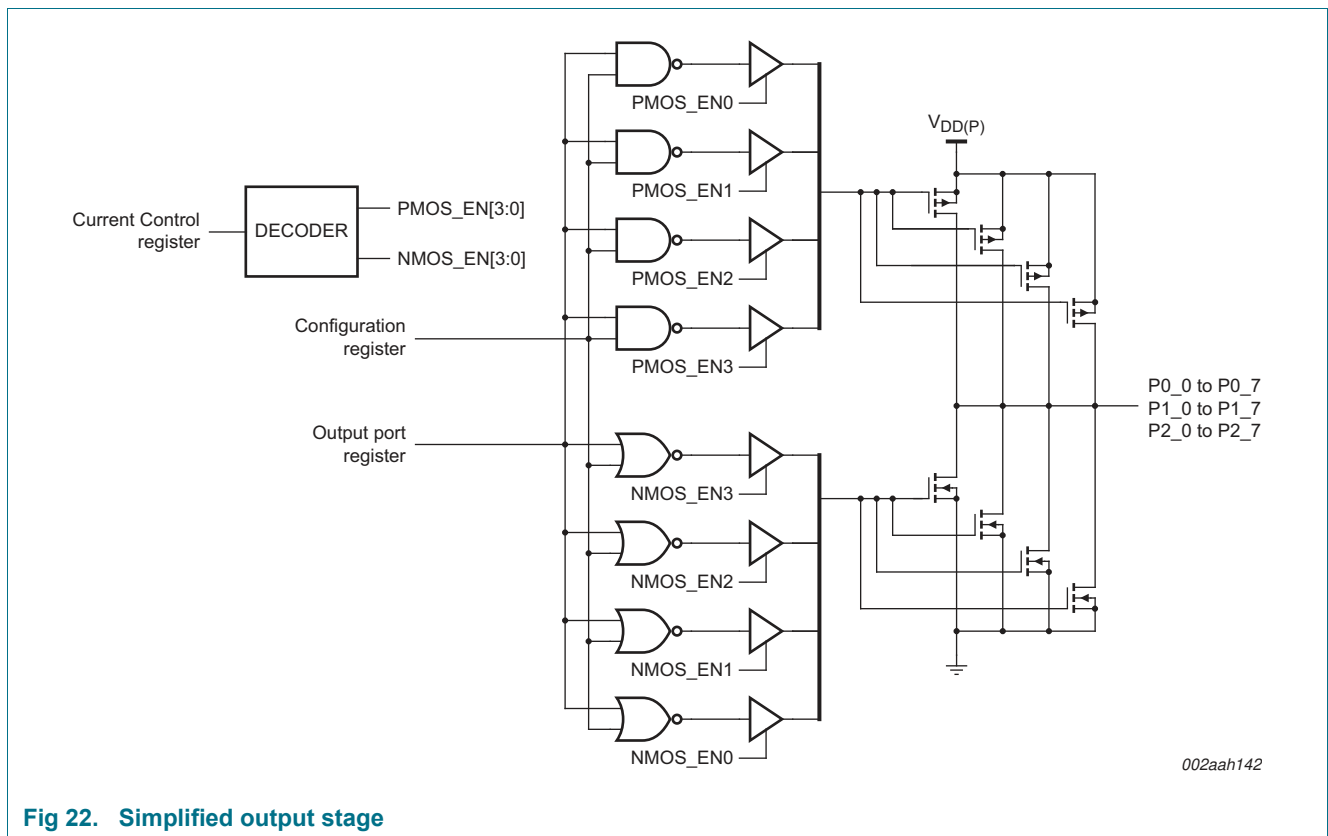 PMOS_EN0
V_DD(P)
PMOS_EN1
PMOS_EN[3:0]
Current Control
register
DECODER
NMOS_EN[3:0]
PMOS_EN2
Configuration
register
PMOS_EN3
P0_0 to P0_7
P1_0 to P1_7
P2_0 to P2_7
Output port
register
NMOS_EN3
NMOS_EN2
NMOS_EN1
NMOS_EN0
002aah142
Fig 22. Simplified output stage